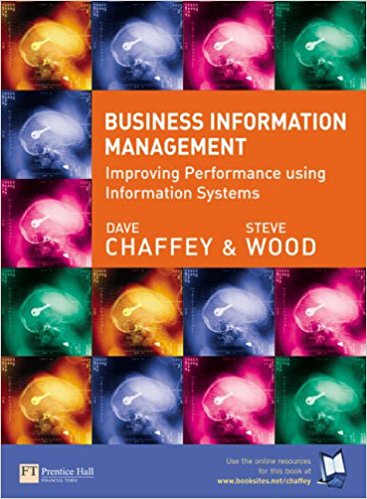 BUSINESS INFORMATION
MANAGEMENT
Improving Performance using
Information Systems
DAVE STEVE
CHAFFEY & WOOD
FT Prentice Hall
FINANCIAL TIMES
Use the online resources
for this book at
www.booksites.net/chaffey